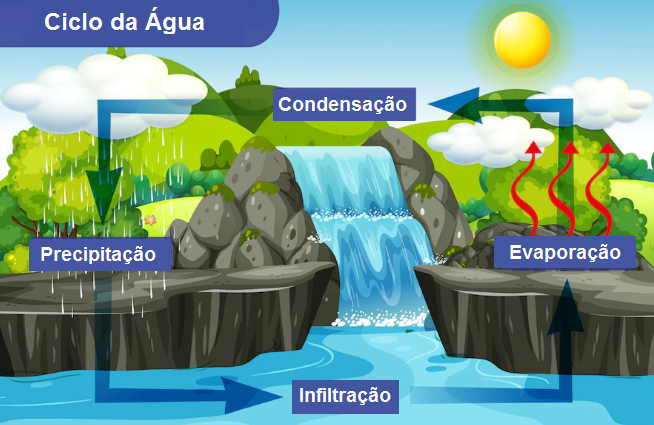 Ciclo da Água
Condensação
Precipitação
Evaporação
Infiltração